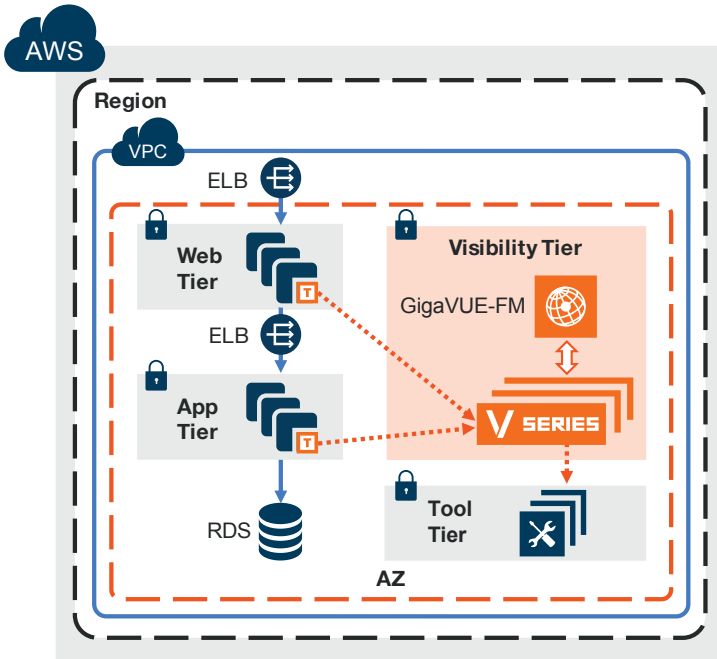 AWS
Region
VPC
ELB
Web
Tier
T
ELB
App
Tier
T
RDS
Visibility Tier
GigaVUE-FM
V SERIES
Tool
Tier
AZ